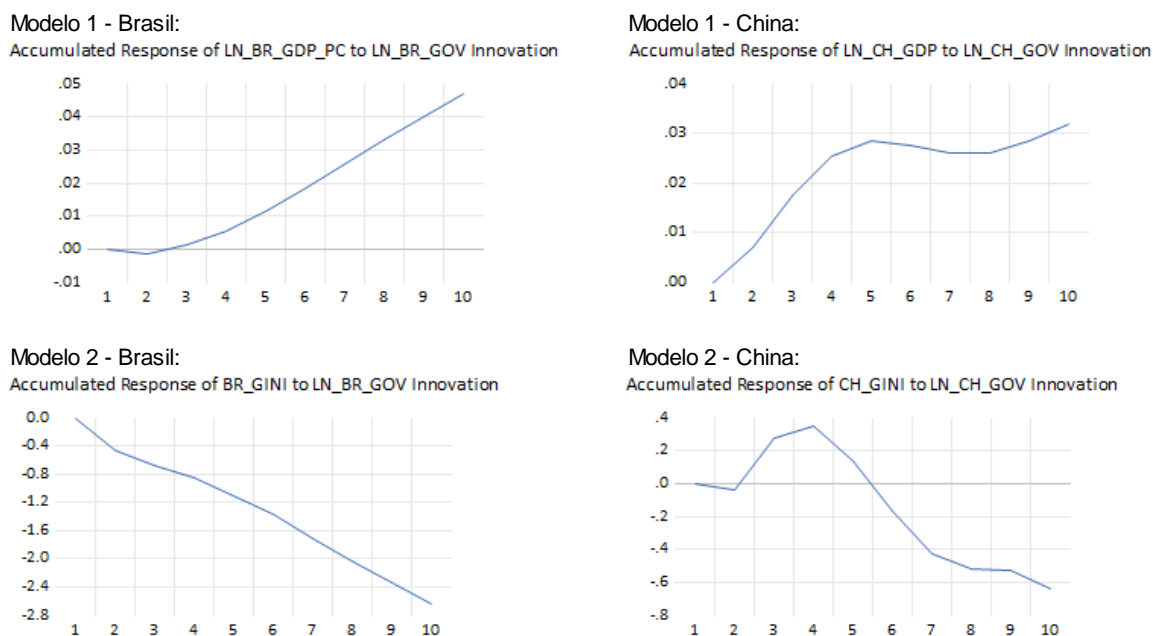 Modelo 1 - Brasil:
Accumulated Response of LN_BR_GDP_PC to LN_BR_GOV Innovation
.05
.04
.03
.02
.01
.00
-.01
1 2 3 4 5 6 7 8 9 10
Modelo 1 - China:
Accumulated Response of LN_CH_GDP to LN_CH_GOV Innovation
.04
.03
.02
.01
.00
1 2 3 4 5 6 7 8 9 10
Modelo 2 - Brasil:
Accumulated Response of BR_GINI to LN_BR_GOV Innovation
0.0
-0.4
-0.8
-1.2
-1.6
-2.0
-2.4
-2.8
1 2 3 4 5 6 7 8 9 10
Modelo 2 - China:
Accumulated Response of CH_GINI to LN_CH_GOV Innovation
.4
.2
.0
-.2
-.4
-.6
-.8
1 2 3 4 5 6 7 8 9 10